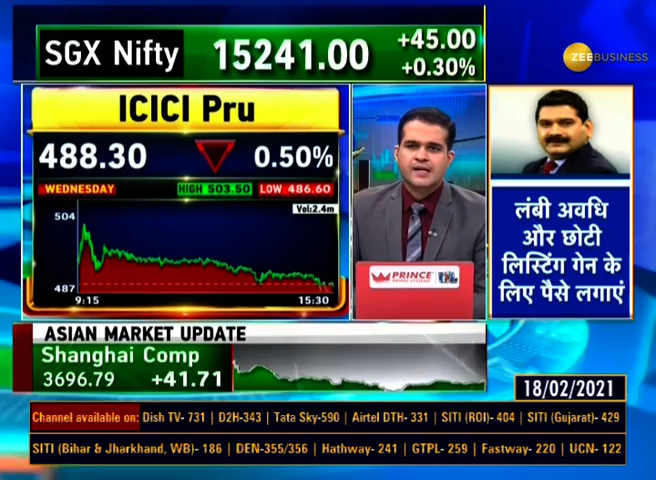 SGX Nifty 15241.00 +45.00
+0.30%
ZEEBUSINESS
ICICI Pru
488.30 0.50%
WEDNESDAY HIGH 503.50 LOW 486.60
Vol:2.4m
504
487
9:15 15:30
PRINCE
PIPING SYSTEMS
लंबी अवधि
और छोटी
लिस्टिंग गेन के
लिए पैसे लगाएं
ASIAN MARKET UPDATE
Shanghai Comp
3696.79 +41.71
18/02/2021
Channel available on: Dish TV- 731 | D2H-343 | Tata Sky-590 | Airtel DTH- 331 | SITI (ROI)- 404 | SITI (Gujarat)- 429
SITI (Bihar & Jharkhand, WB)- 186 | DEN-355/356 | Hathway- 241 | GTPL- 259 | Fastway- 220 | UCN- 122